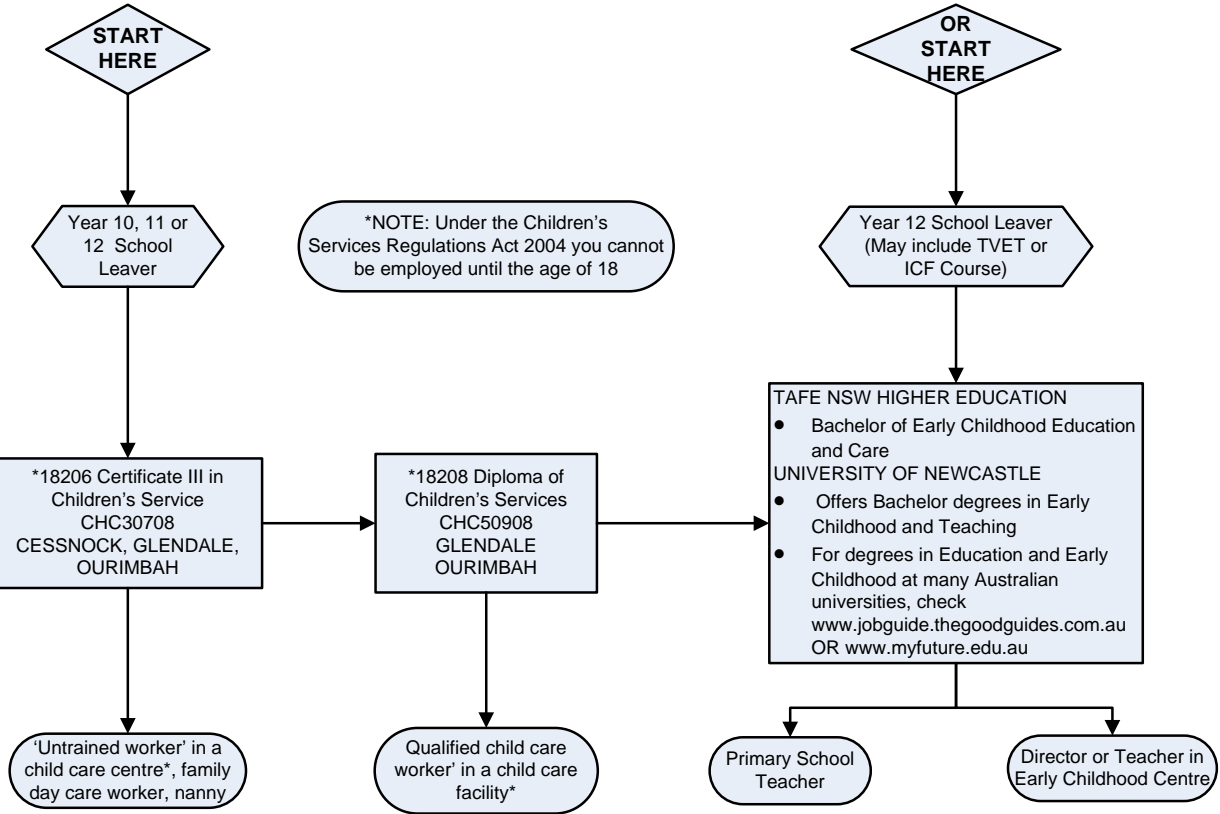 START
HERE
OR
START
HERE
Year 10, 11 or
12 School
Leaver
*NOTE: Under the Children's
Services Regulations Act 2004 you cannot
be employed until the age of 18
Year 12 School Leaver
(May include TVET or
ICF Course)
*18206 Certificate III in
Children's Service
CHC30708
CESSNOCK, GLENDALE,
OURIMBAH
*18208 Diploma of
Children's Services
CHC50908
GLENDALE
OURIMBAH
TAFE NSW HIGHER EDUCATION
• Bachelor of Early Childhood Education
and Care
UNIVERSITY OF NEWCASTLE
• Offers Bachelor degrees in Early
Childhood and Teaching
• For degrees in Education and Early
Childhood at many Australian
universities, check
www.jobguide.thegoodguides.com.au
OR www.myfuture.edu.au
‘Untrained worker’ in a
child care centre*, family
day care worker, nanny
Qualified child care
worker’ in a child care
facility*
Primary School
Teacher
Director or Teacher in
Early Childhood Centre